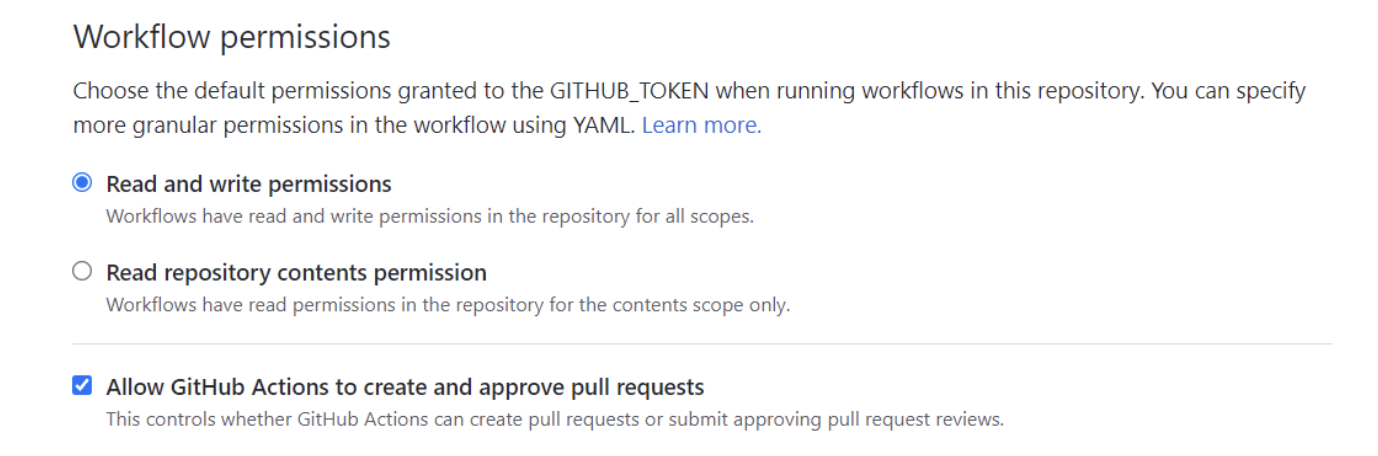 Workflow permissions
Choose the default permissions granted to the GITHUB_TOKEN when running workflows in this repository. You can specify
more granular permissions in the workflow using YAML. Learn more.
Read and write permissions
Workflows have read and write permissions in the repository for all scopes.
Read repository contents permission
Workflows have read permissions in the repository for the contents scope only.
Allow GitHub Actions to create and approve pull requests
This controls whether GitHub Actions can create pull requests or submit approving pull request reviews.